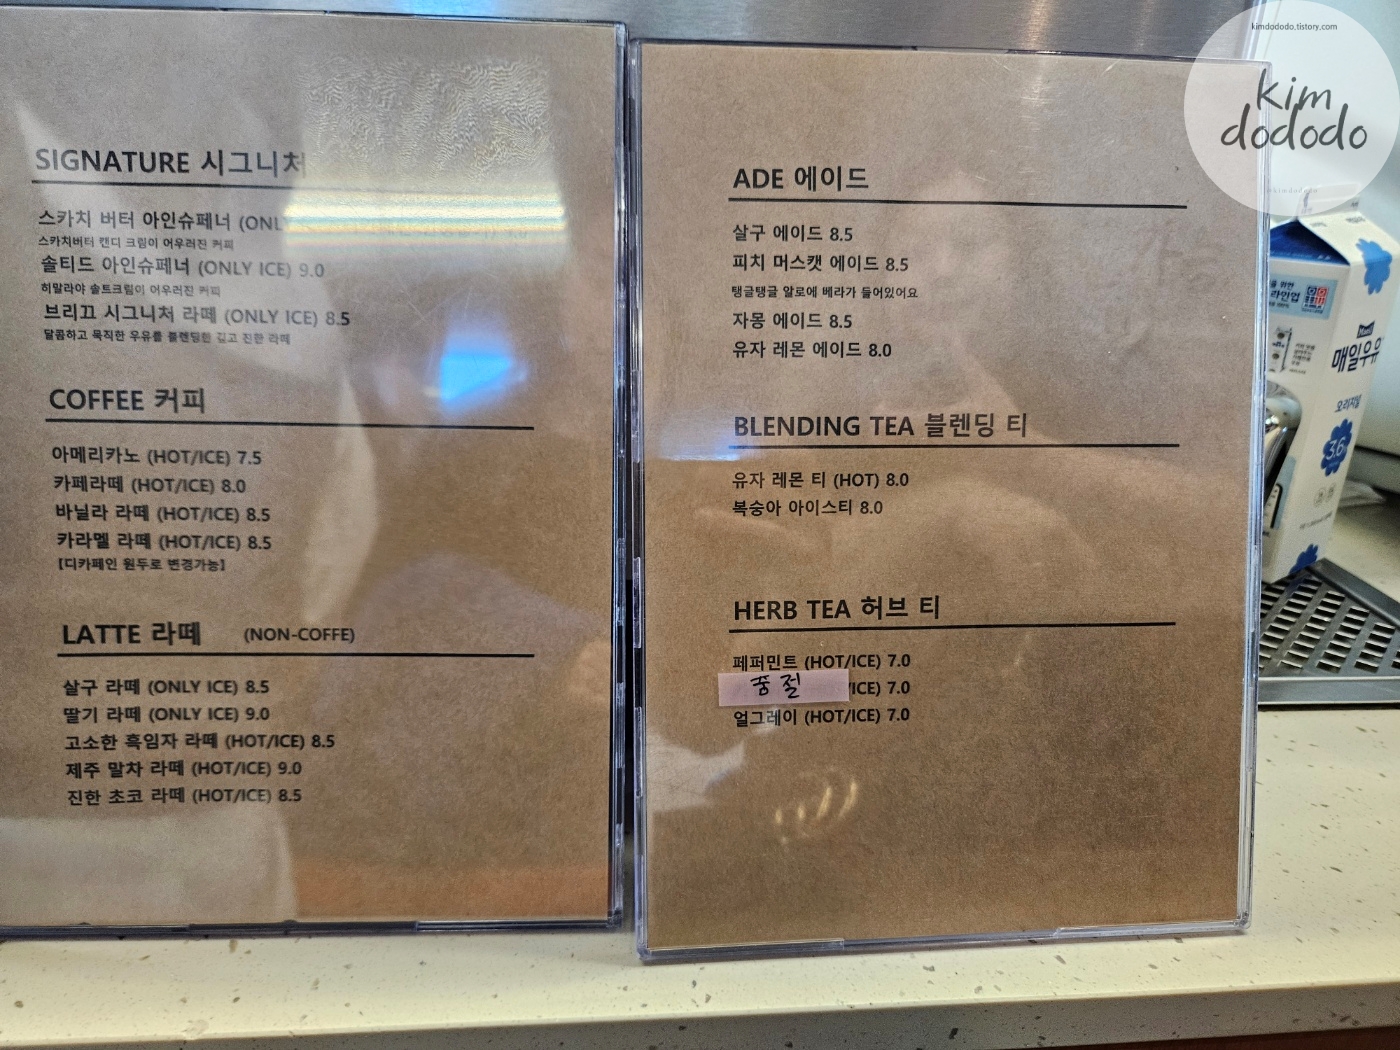 SIGNATURE 시그니처
스카치 버터 아인슈페너 (ONL
스카치버터 캔디 크림이 어우러진 커피
솔티드 아인슈페너 (ONLY ICE) 9.0
히말라야 솔트크림이 어우러진 커피
브리끄 시그니처 라떼 (ONLY ICE) 8.5
달콤하고 묵직한 우유를 블렌딩한 깊고 진한 라떼
COFFEE 커피
아메리카노 (HOT/ICE) 7.5
카페라떼 (HOT/ICE) 8.0
바닐라 라떼 (HOT/ICE) 8.5
카라멜 라떼 (HOT/ICE) 8.5
[디카페인 원두로 변경가능]
LATTE 라떼 (NON-COFFE)
살구 라떼 (ONLY ICE) 8.5
딸기 라떼 (ONLY ICE) 9.0
고소한 흑임자 라떼 (HOT/ICE) 8.5
제주 말차 라떼 (HOT/ICE) 9.0
진한 초코 라떼 (HOT/ICE) 8.5
ADE 에이드
살구 에이드 8.5
피치 머스캣 에이드 8.5
탱글탱글 알로에 베라가 들어있어요
자몽 에이드 8.5
유자 레몬 에이드 8.0
BLENDING TEA 블렌딩 티
유자 레몬 티 (HOT) 8.0
복숭아 아이스티 8.0
HERB TEA 허브 티
페퍼민트 (HOT/ICE) 7.0
품절 /ICE) 7.0
얼그레이 (HOT/ICE) 7.0
kimdododo.tistory.com
kim
dododo
kimdododo
매일우유
오리지널
3.6